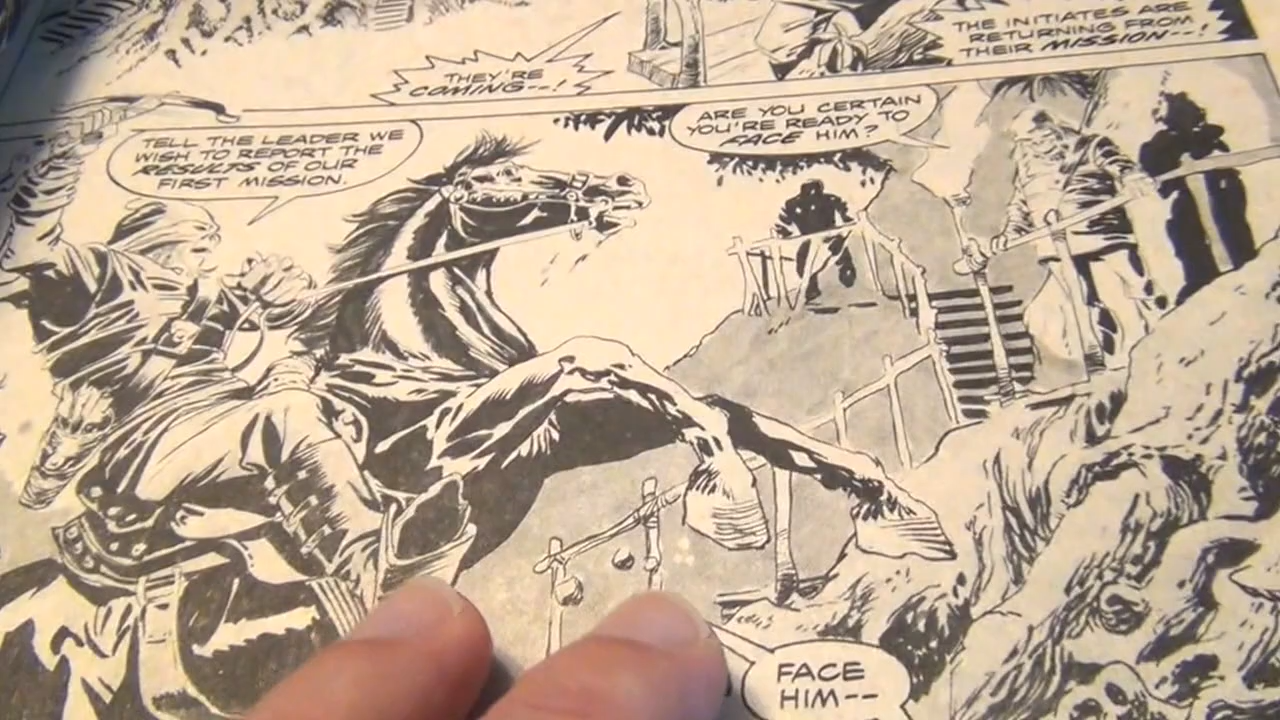 THEY'RE
COMING--!
THE INITIATES ARE
RETURNING FROM
THEIR MISSION--!
TELL THE LEADER WE
WISH TO REPORT THE
RESULTS OF OUR
FIRST MISSION.
ARE YOU CERTAIN
YOU'RE READY TO
FACE HIM?
FACE
HIM--